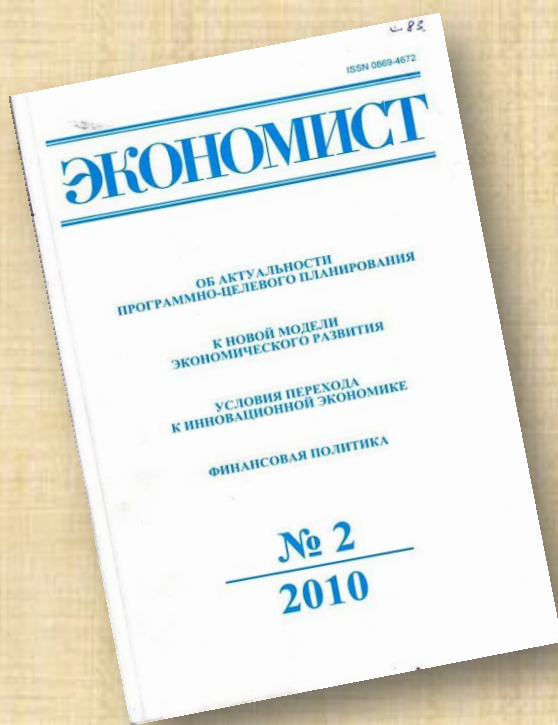 с 83.
ISSN 0869-4672
ЭКОНОМИСТ
ОБ АКТУАЛЬНОСТИ
ПРОГРАММНО-ЦЕЛЕВОГО ПЛАНИРОВАНИЯ
К НОВОЙ МОДЕЛИ
ЭКОНОМИЧЕСКОГО РАЗВИТИЯ
УСЛОВИЯ ПЕРЕХОДА
К ИННОВАЦИОННОЙ ЭКОНОМИКЕ
ФИНАНСОВАЯ ПОЛИТИКА
№ 2
2010